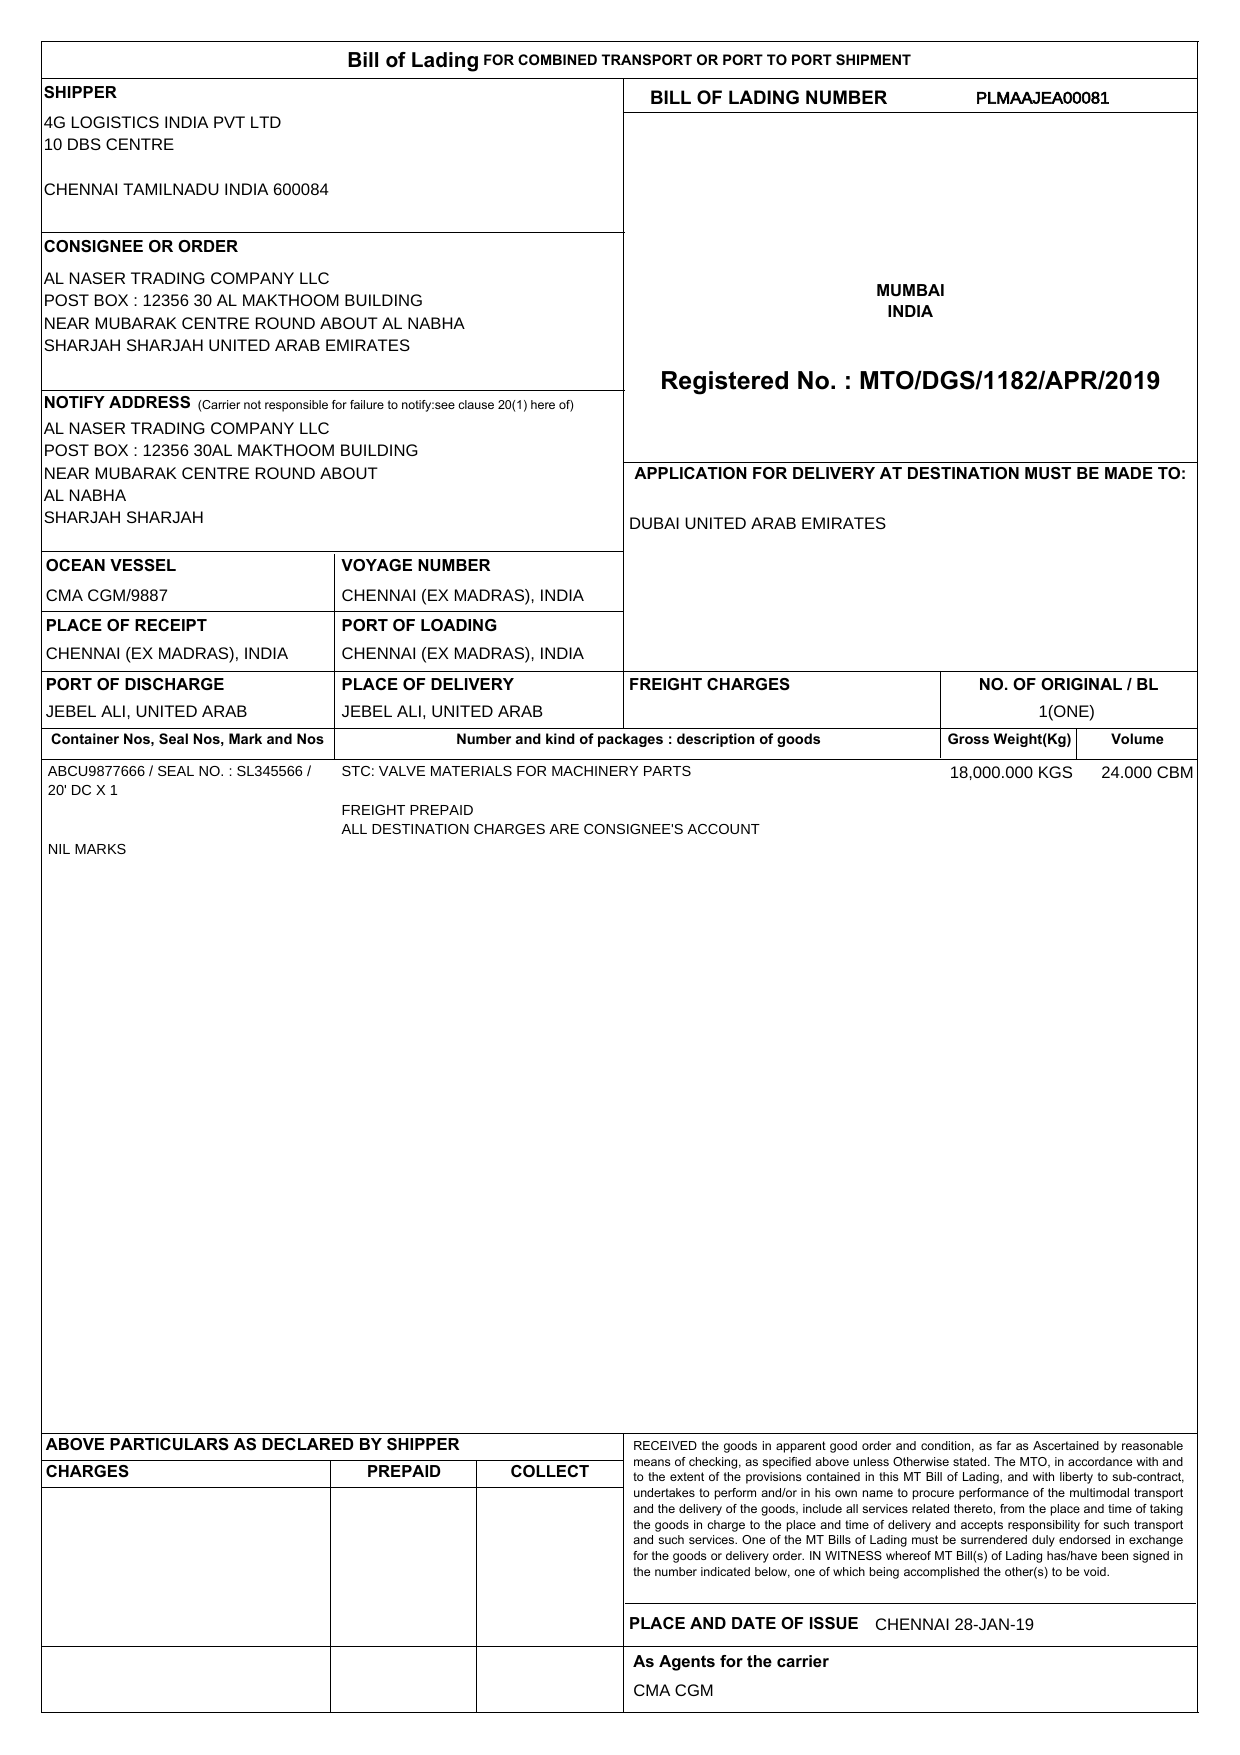 Bill of Lading FOR COMBINED TRANSPORT OR PORT TO PORT SHIPMENT
SHIPPER
4G LOGISTICS INDIA PVT LTD
10 DBS CENTRE
CHENNAI TAMILNADU INDIA 600084
BILL OF LADING NUMBER PLMAAJEA00081
CONSIGNEE OR ORDER
AL NASER TRADING COMPANY LLC
POST BOX : 12356 30 AL MAKTHOOM BUILDING
NEAR MUBARAK CENTRE ROUND ABOUT AL NABHA
SHARJAH SHARJAH UNITED ARAB EMIRATES
MUMBAI
INDIA
Registered No. : MTO/DGS/1182/APR/2019
NOTIFY ADDRESS (Carrier not responsible for failure to notify:see clause 20(1) here of)
AL NASER TRADING COMPANY LLC
POST BOX : 12356 30AL MAKTHOOM BUILDING
NEAR MUBARAK CENTRE ROUND ABOUT
AL NABHA
SHARJAH SHARJAH
APPLICATION FOR DELIVERY AT DESTINATION MUST BE MADE TO:
DUBAI UNITED ARAB EMIRATES
OCEAN VESSEL VOYAGE NUMBER
CMA CGM/9887 CHENNAI (EX MADRAS), INDIA
PLACE OF RECEIPT PORT OF LOADING
CHENNAI (EX MADRAS), INDIA CHENNAI (EX MADRAS), INDIA
PORT OF DISCHARGE PLACE OF DELIVERY FREIGHT CHARGES NO. OF ORIGINAL / BL
JEBEL ALI, UNITED ARAB JEBEL ALI, UNITED ARAB 1(ONE)
Container Nos, Seal Nos, Mark and Nos Number and kind of packages : description of goods Gross Weight(Kg) Volume
ABCU9877666 / SEAL NO. : SL345566 / STC: VALVE MATERIALS FOR MACHINERY PARTS 18,000.000 KGS 24.000 CBM
20' DC X 1
FREIGHT PREPAID
ALL DESTINATION CHARGES ARE CONSIGNEE'S ACCOUNT
NIL MARKS
ABOVE PARTICULARS AS DECLARED BY SHIPPER
CHARGES PREPAID COLLECT
RECEIVED the goods in apparent good order and condition, as far as Ascertained by reasonable
means of checking, as specified above unless Otherwise stated. The MTO, in accordance with and
to the extent of the provisions contained in this MT Bill of Lading, and with liberty to sub-contract,
undertakes to perform and/or in his own name to procure performance of the multimodal transport
and the delivery of the goods, include all services related thereto, from the place and time of taking
the goods in charge to the place and time of delivery and accepts responsibility for such transport
and such services. One of the MT Bills of Lading must be surrendered duly endorsed in exchange
for the goods or delivery order. IN WITNESS whereof MT Bill(s) of Lading has/have been signed in
the number indicated below, one of which being accomplished the other(s) to be void.
PLACE AND DATE OF ISSUE CHENNAI 28-JAN-19
As Agents for the carrier
CMA CGM